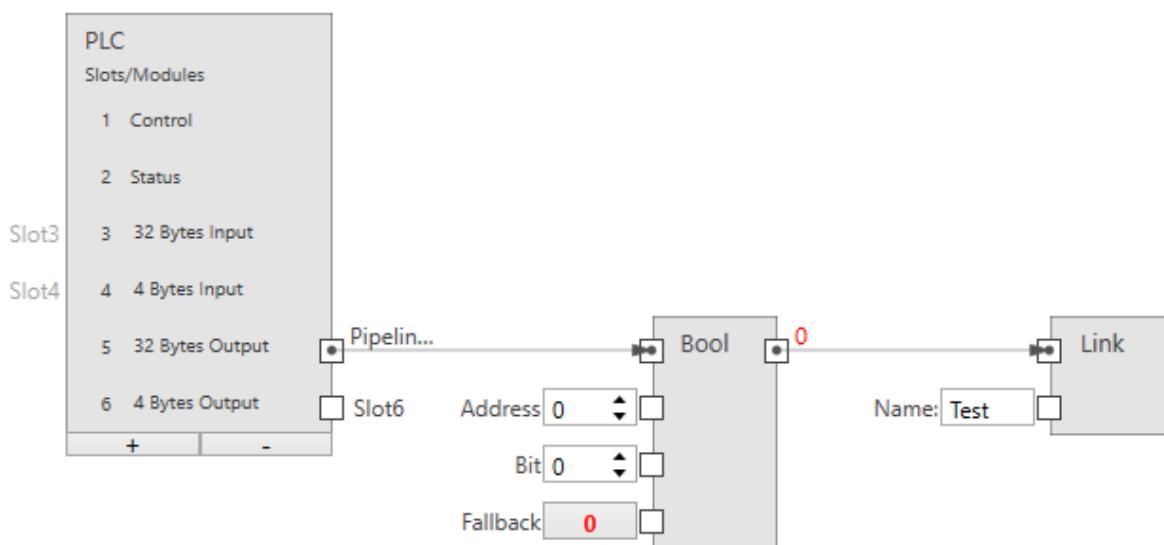 PLC
Slots/Modules
1 Control
2 Status
Slot3 3 32 Bytes Input
Slot4 4 4 Bytes Input
5 32 Bytes Output Pipelin... Bool 0 Link
6 4 Bytes Output Slot6 Address 0 Name: Test
+ -
Bit 0
Fallback 0